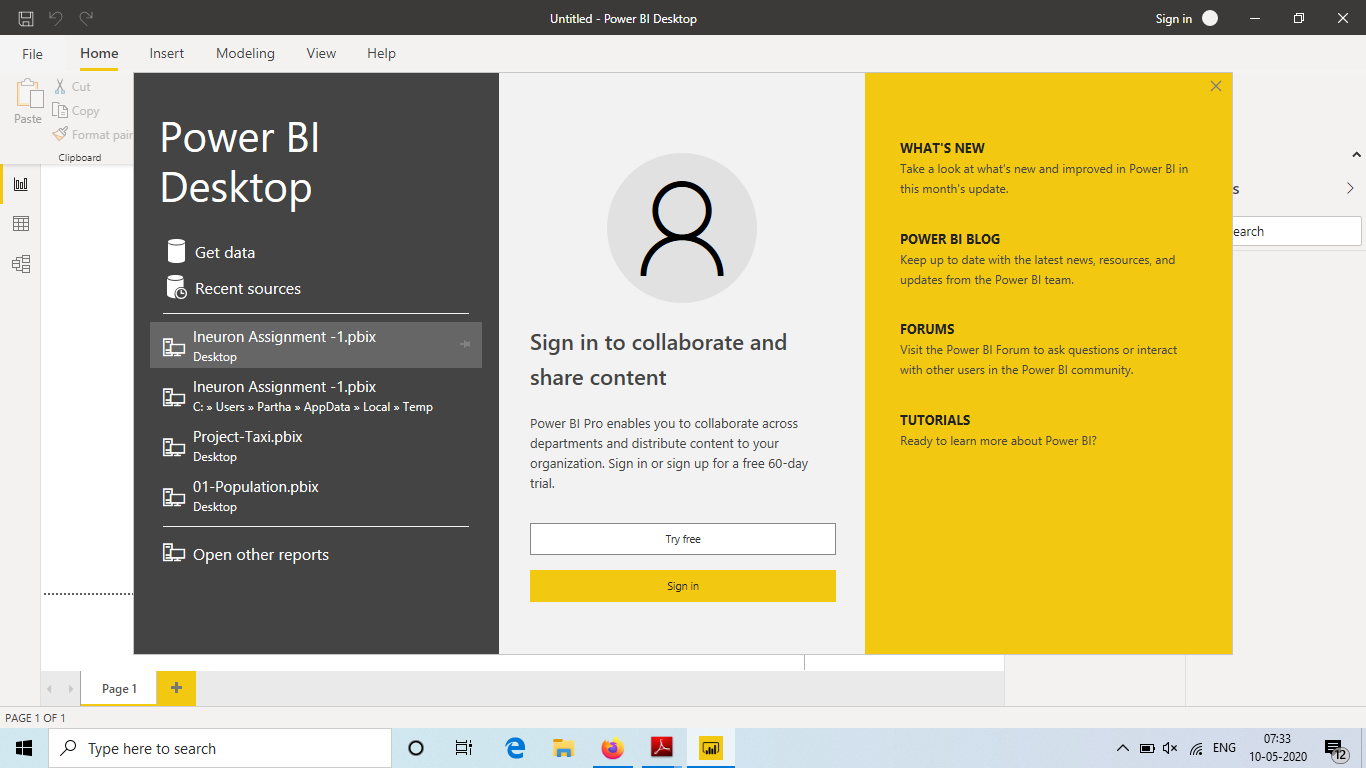 Untitled - Power BI Desktop
Sign in
File
Home
Insert
Modeling
View
Help
Paste
Cut
Copy
Format pain
Clipboard
Power BI
Desktop
Get data
Recent sources
Ineuron Assignment -1.pbix
Desktop
Ineuron Assignment -1.pbix
C: » Users » Partha » AppData » Local » Temp
Project-Taxi.pbix
Desktop
01-Population.pbix
Desktop
Open other reports
Sign in to collaborate and
share content
Power BI Pro enables you to collaborate across
departments and distribute content to your
organization. Sign in or sign up for a free 60-day
trial.
Try free
Sign in
WHAT'S NEW
Take a look at what's new and improved in Power BI in
this month's update.
POWER BI BLOG
Keep up to date with the latest news, resources, and
updates from the Power BI team.
FORUMS
Visit the Power BI Forum to ask questions or interact
with other users in the Power BI community.
TUTORIALS
Ready to learn more about Power BI?
s
earch
Page 1
PAGE 1 OF 1
Type here to search
ENG
07:33
10-05-2020
12